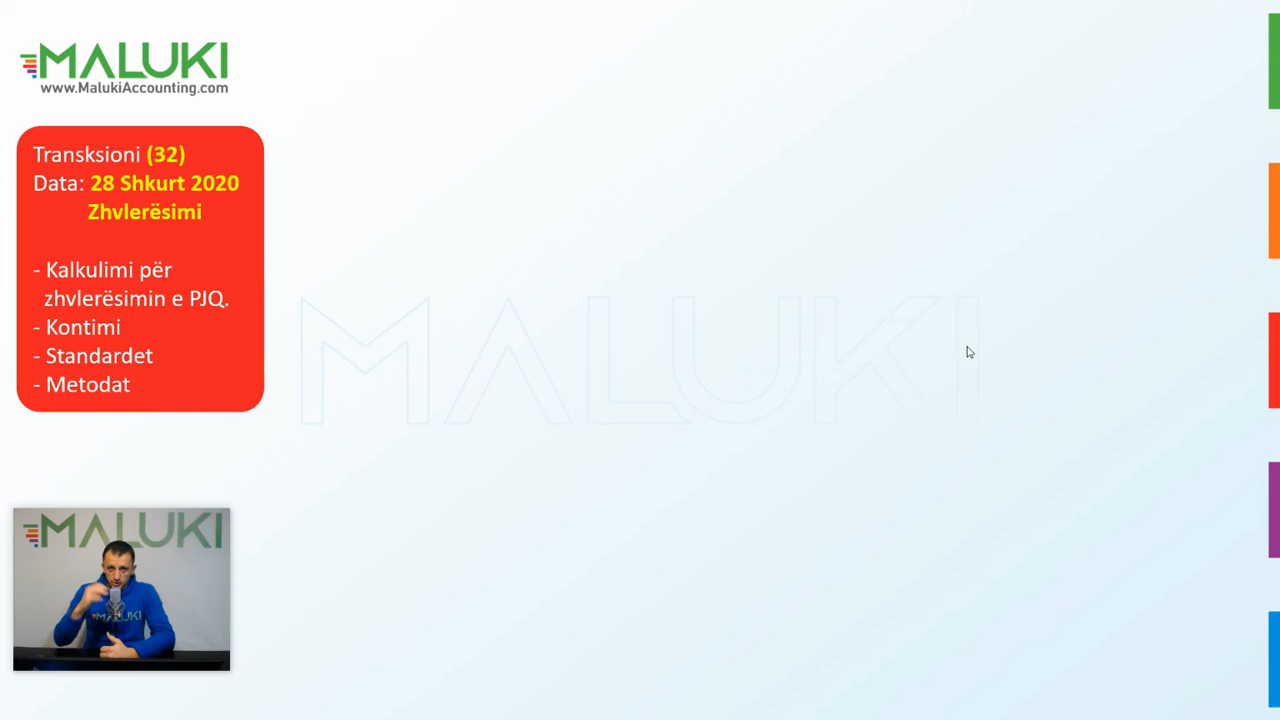 MALUKI
www.MalukiAccounting.com
Transksioni (32)
Data: 28 Shkurt 2020
Zhvlerësimi
- Kalkulimi për
zhvlerësimin e PJQ.
- Kontimi
- Standardet
- Metodat
MALUKI
MALUKI
MALUKI